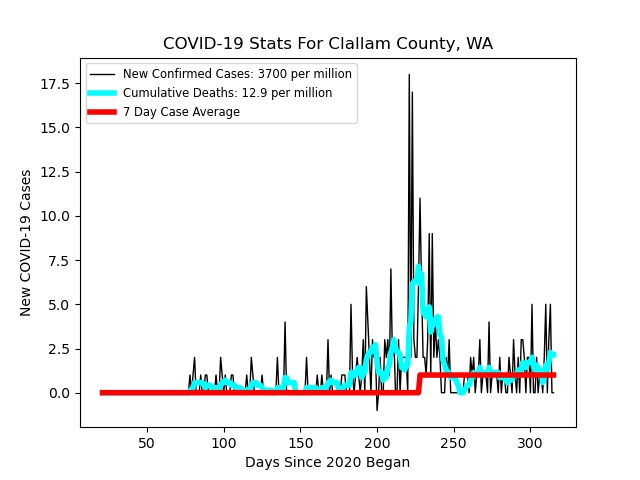 COVID-19 Stats For Clallam County, WA
New Confirmed Cases: 3700 per million
Cumulative Deaths: 12.9 per million
7 Day Case Average
17.5
15.0
12.5
10.0
7.5
5.0
2.5
0.0
New COVID-19 Cases
50 100 150 200 250 300
Days Since 2020 Began